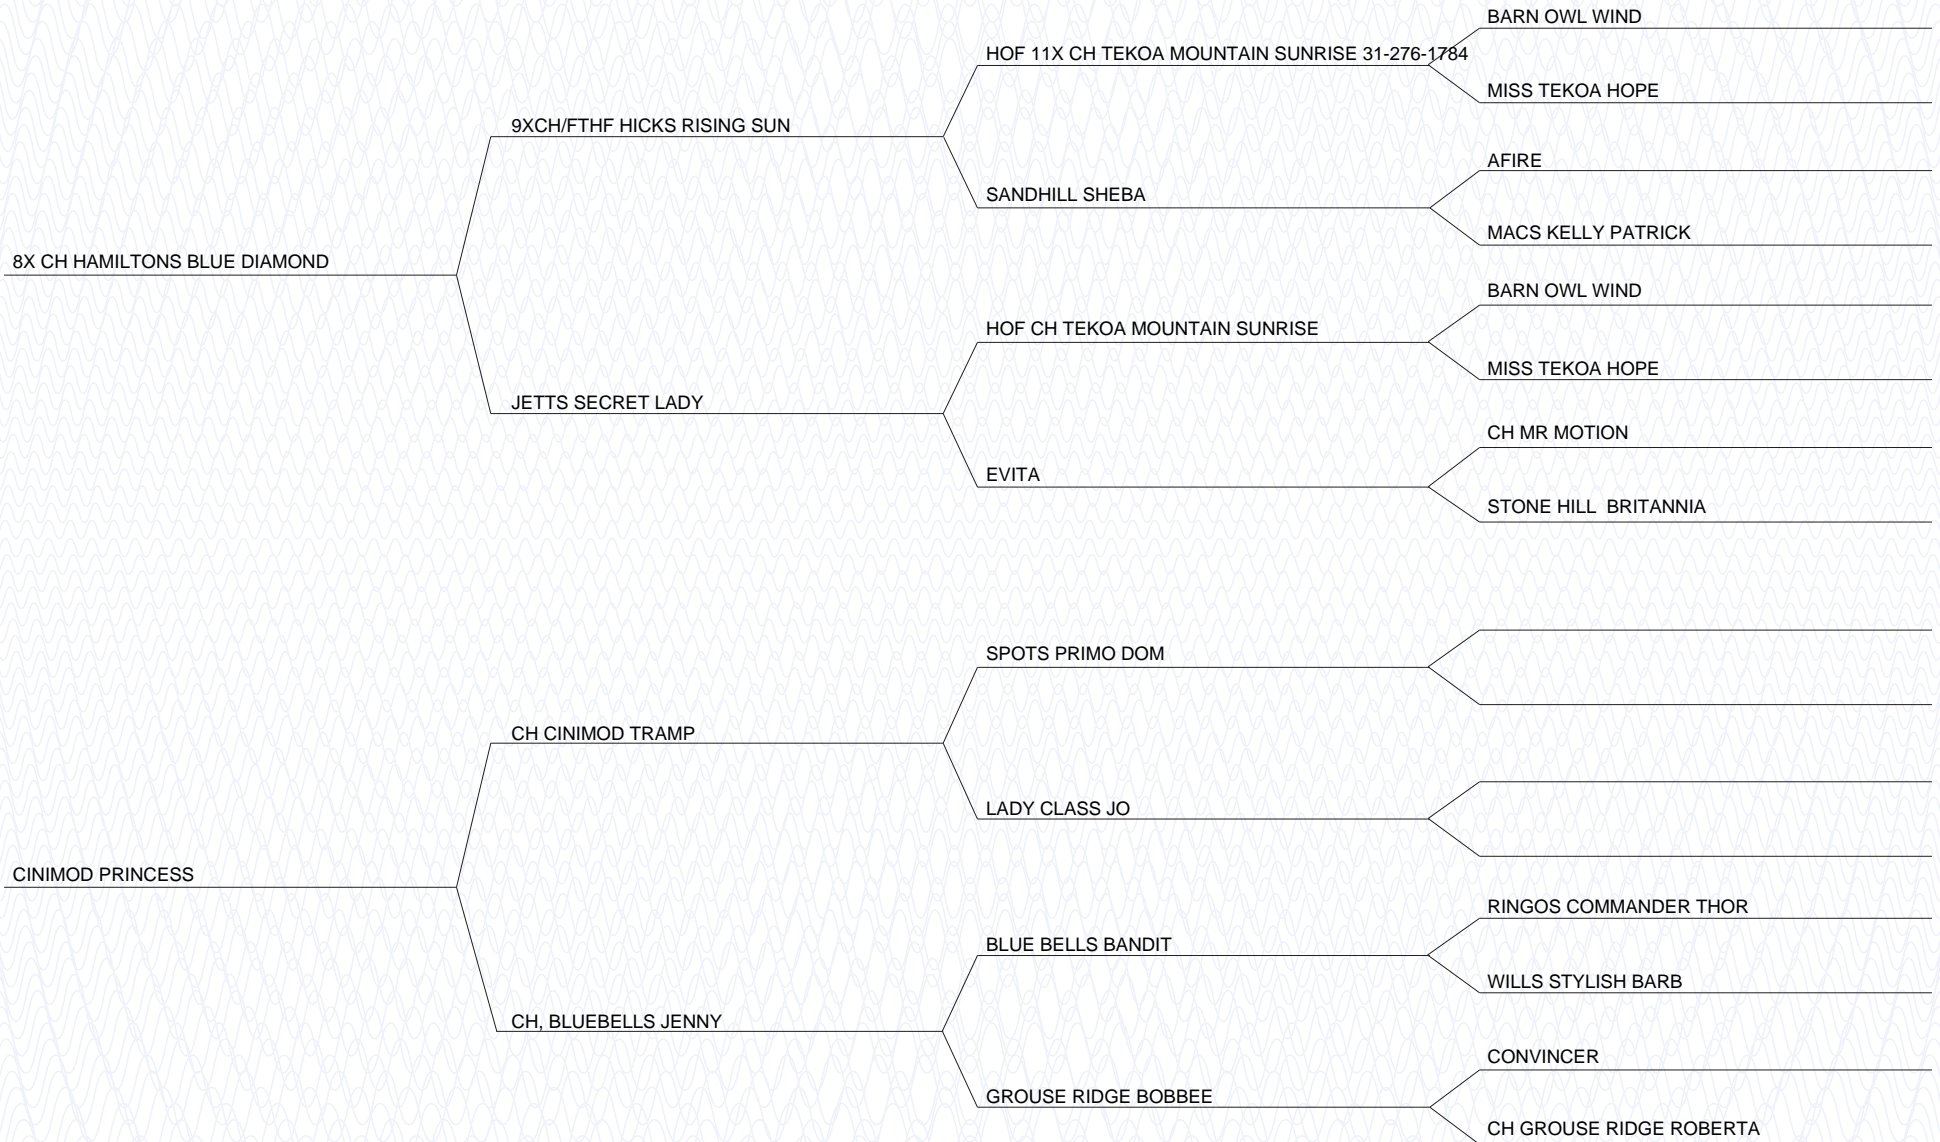 BARN OWL WIND
HOF 11X CH TEKOA MOUNTAIN SUNRISE 31-276-1784
MISS TEKOA HOPE
9XCH/FTHF HICKS RISING SUN
AFIRE
SANDHILL SHEBA
MACS KELLY PATRICK
8X CH HAMILTONS BLUE DIAMOND
BARN OWL WIND
HOF CH TEKOA MOUNTAIN SUNRISE
MISS TEKOA HOPE
JETTS SECRET LADY
CH MR MOTION
EVITA
STONE HILL  BRITANNIA
SPOTS PRIMO DOM
CH CINIMOD TRAMP
LADY CLASS JO
CINIMOD PRINCESS
RINGOS COMMANDER THOR
BLUE BELLS BANDIT
WILLS STYLISH BARB
CH, BLUEBELLS JENNY
CONVINCER
GROUSE RIDGE BOBBEE
CH GROUSE RIDGE ROBERTA